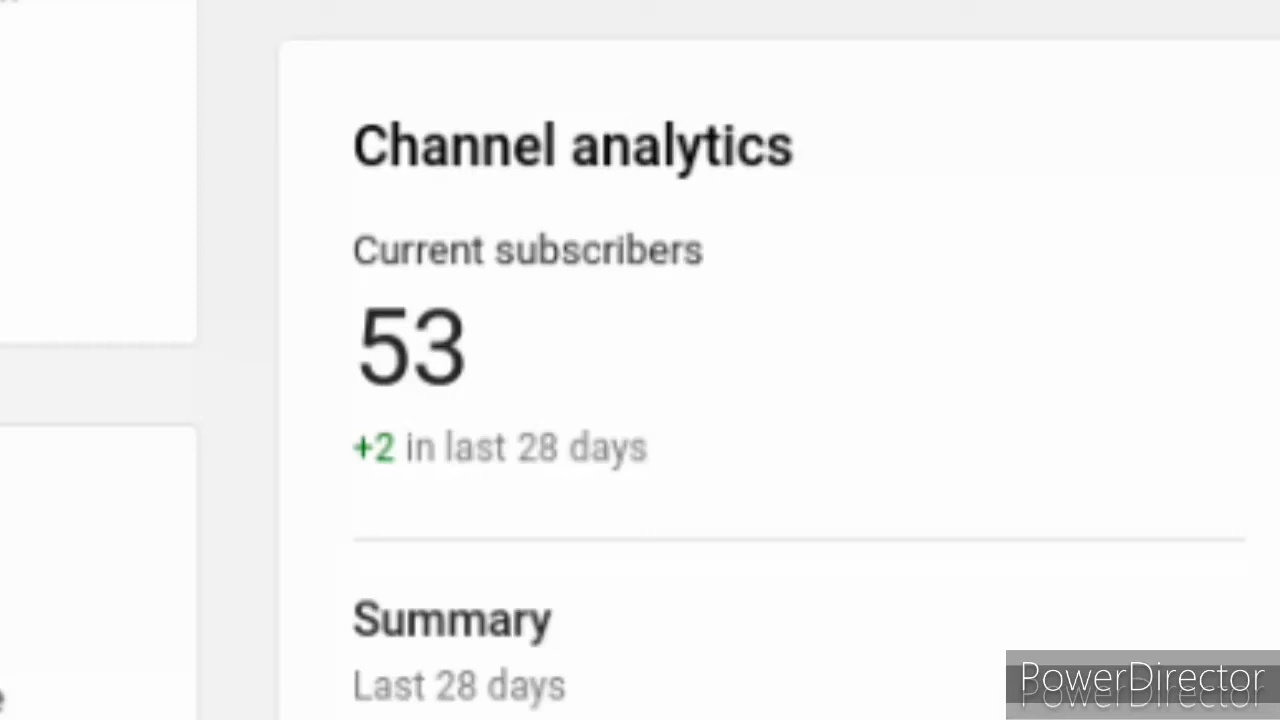 Channel analytics
Current subscribers
53
+2 in last 28 days
Summary
Last 28 days
PowerDirector